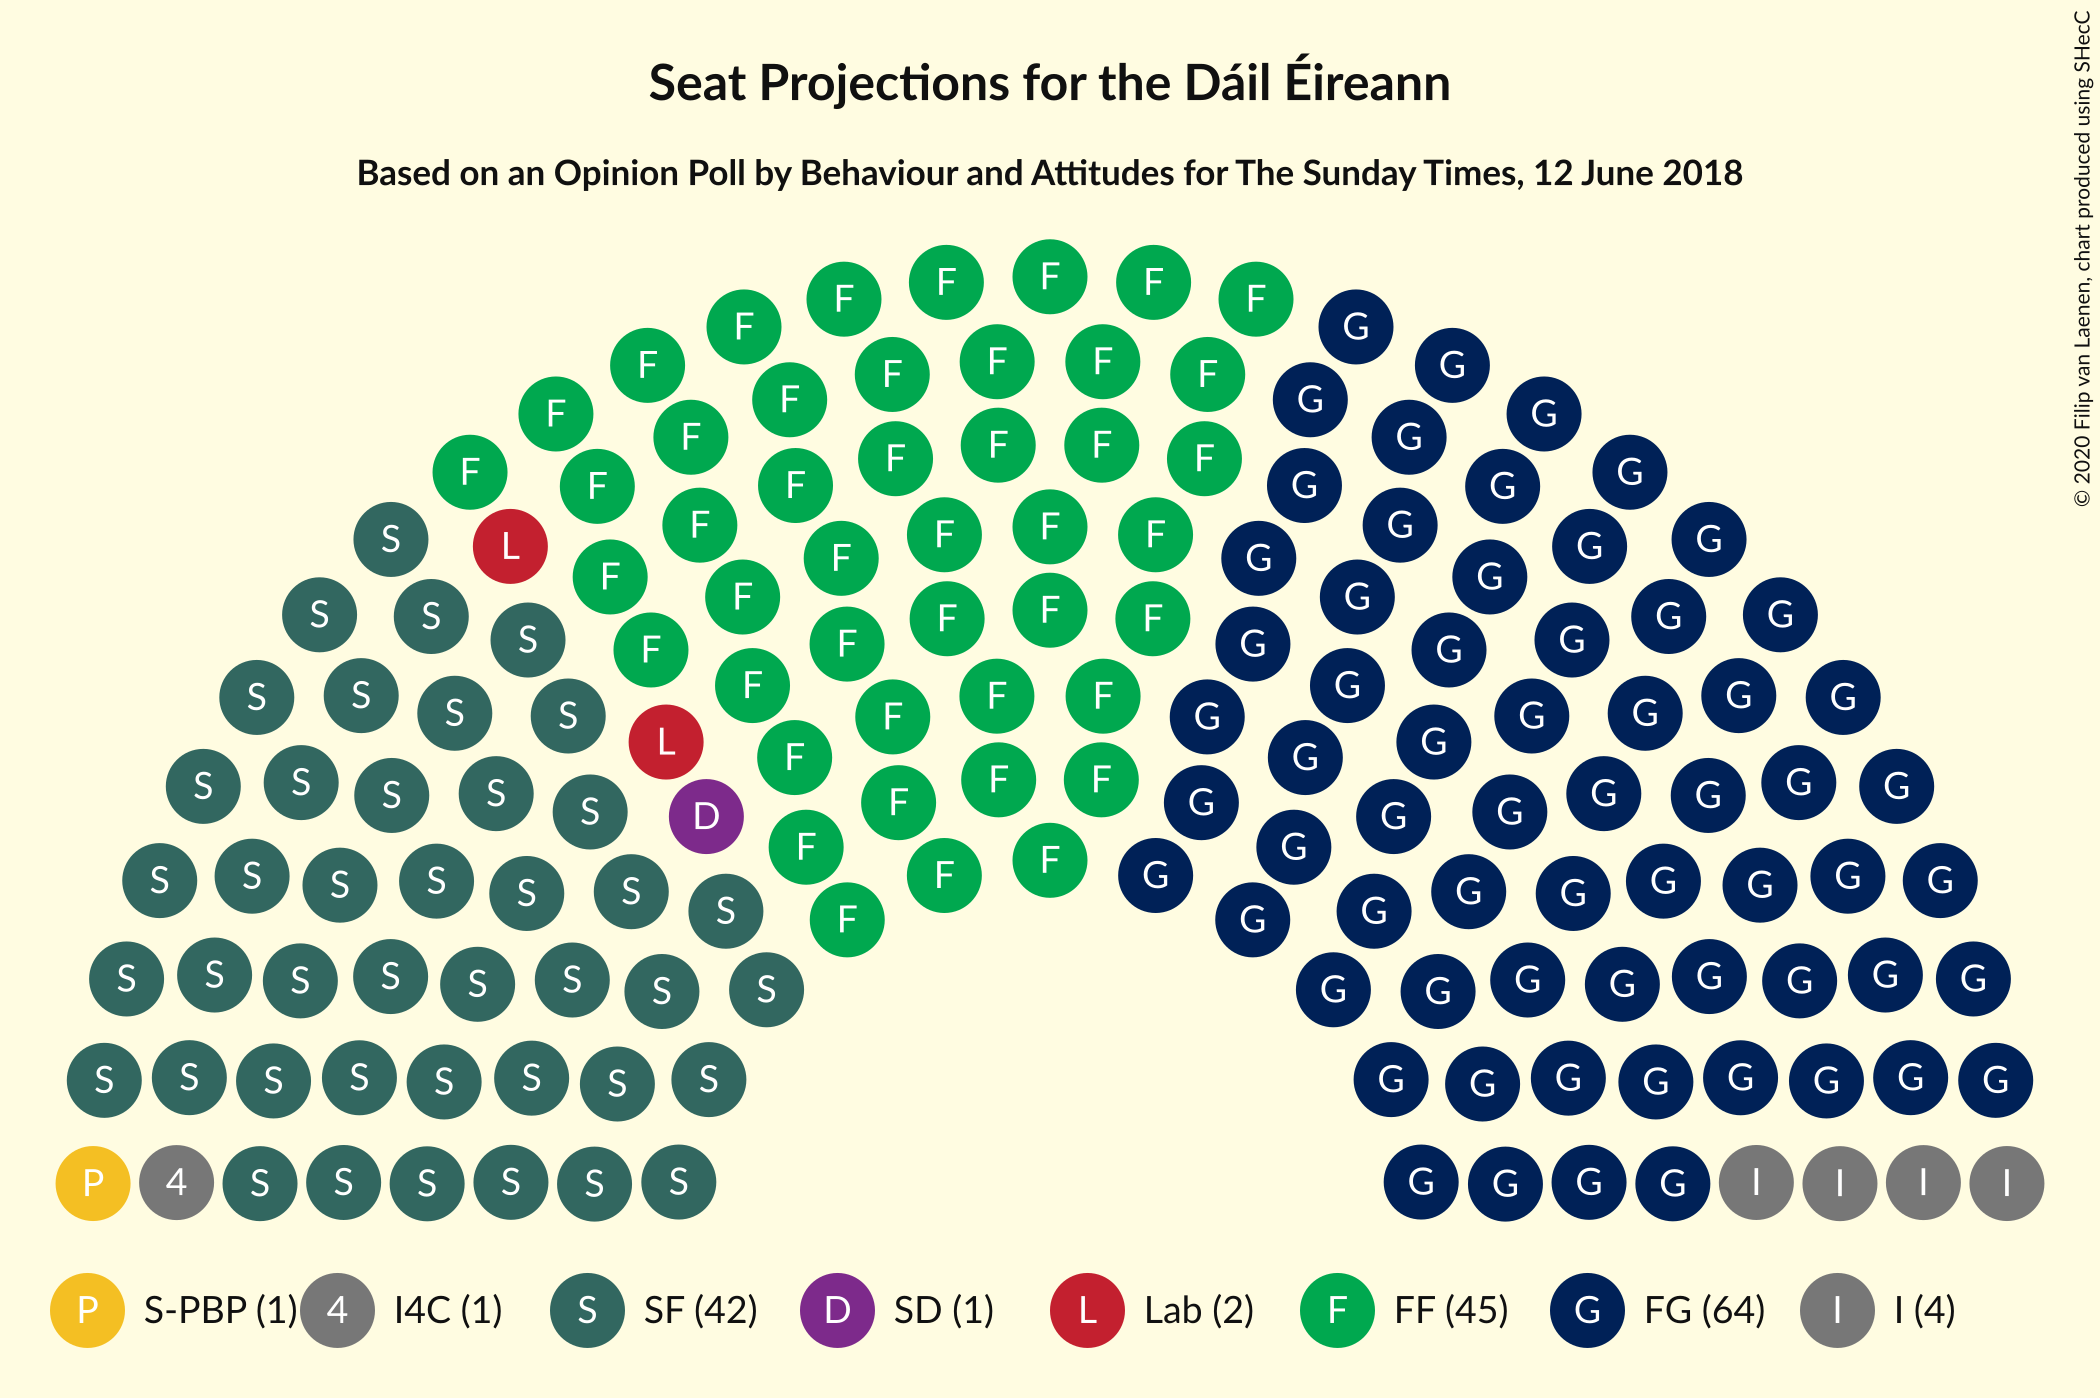 Seat Projections for the Dáil Éireann
Based on an Opinion Poll by Behaviour and Attitudes for The Sunday Times, 12 June 2018
© 2020 Filip van Laenen, chart produced using SHecC
F F F F F
F F G
F F F F G
F F G
F F F F F G
F F F G G
F F F F G G
S L F F F F G G G G
F F G G
S S S F F F F G G G G
F F G
S S S S F F F F G G G G G
L F F G G
S S S S S D F F F G G G G G G
F G
S S S S S S S F F F G G G G G G G G
S S S S S S S S G G G G G G G G
S S S S S S S S G G G G G G G G
P 4 S S S S S S G G G G I I I I
P S-PBP (1) 4 I4C (1) S SF (42) D SD (1) L Lab (2) F FF (45) G FG (64) I I (4)